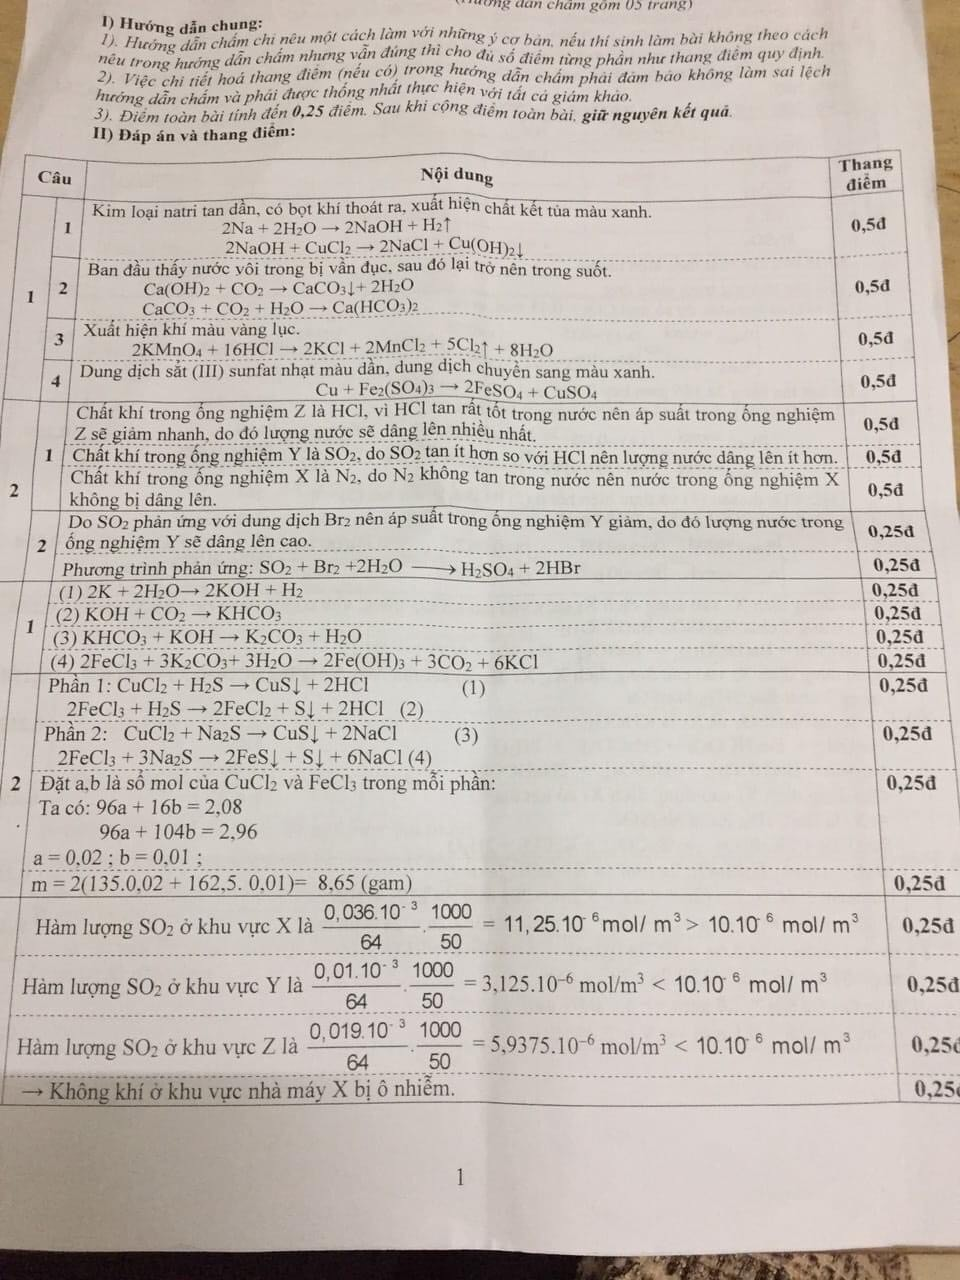 (Hướng dẫn chấm gồm 05 trang)
I) Hướng dẫn chung:
1). Hướng dẫn chấm chỉ nêu một cách làm với những ý cơ bản, nếu thí sinh làm bài không theo cách
nêu trong hướng dẫn chấm nhưng vẫn đúng thì cho đủ số điểm từng phần như thang điểm quy định.
2). Việc chi tiết hoá thang điểm (nếu có) trong hướng dẫn chấm phải đảm bảo không làm sai lệch
hướng dẫn chấm và phải được thống nhất thực hiện với tất cả giám khảo.
3). Điểm toàn bài tính đến 0,25 điểm. Sau khi cộng điểm toàn bài, giữ nguyên kết quả.
II) Đáp án và thang điểm:
Câu Nội dung Thang điểm
1
1 Kim loại natri tan dần, có bọt khí thoát ra, xuất hiện chất kết tủa màu xanh. 0,5đ
2Na + 2H₂O → 2NaOH + H₂↑
2NaOH + CuCl₂ → 2NaCl + Cu(OH)₂↓
2 Ban đầu thấy nước vôi trong bị vẩn đục, sau đó lại trở nên trong suốt. 0,5đ
Ca(OH)₂ + CO₂ → CaCO₃↓+ 2H₂O
CaCO₃ + CO₂ + H₂O → Ca(HCO₃)₂
3 Xuất hiện khí màu vàng lục. 0,5đ
2KMnO₄ + 16HCl → 2KCl + 2MnCl₂ + 5Cl₂↑ + 8H₂O
4 Dung dịch sắt (III) sunfat nhạt màu dần, dung dịch chuyển sang màu xanh. 0,5đ
Cu + Fe₂(SO₄)₃ → 2FeSO₄ + CuSO₄
2
1 Chất khí trong ống nghiệm Z là HCl, vì HCl tan rất tốt trong nước nên áp suất trong ống nghiệm 0,5đ
Z sẽ giảm nhanh, do đó lượng nước sẽ dâng lên nhiều nhất.
Chất khí trong ống nghiệm Y là SO₂, do SO₂ tan ít hơn so với HCl nên lượng nước dâng lên ít hơn. 0,5đ
Chất khí trong ống nghiệm X là N₂, do N₂ không tan trong nước nên nước trong ống nghiệm X 0,5đ
không bị dâng lên.
2 Do SO₂ phản ứng với dung dịch Br₂ nên áp suất trong ống nghiệm Y giảm, do đó lượng nước trong 0,25đ
ống nghiệm Y sẽ dâng lên cao.
Phương trình phản ứng: SO₂ + Br₂ +2H₂O ⟶ H₂SO₄ + 2HBr 0,25đ
1 (1) 2K + 2H₂O→ 2KOH + H₂ 0,25đ
(2) KOH + CO₂ → KHCO₃ 0,25đ
(3) KHCO₃ + KOH → K₂CO₃ + H₂O 0,25đ
(4) 2FeCl₃ + 3K₂CO₃+ 3H₂O → 2Fe(OH)₃ + 3CO₂ + 6KCl 0,25đ
2 Phần 1: CuCl₂ + H₂S → CuS↓ + 2HCl (1) 0,25đ
2FeCl₃ + H₂S → 2FeCl₂ + S↓ + 2HCl (2)
Phần 2: CuCl₂ + Na₂S → CuS↓ + 2NaCl (3) 0,25đ
2FeCl₃ + 3Na₂S → 2FeS↓ + S↓ + 6NaCl (4)
Đặt a,b là số mol của CuCl₂ và FeCl₃ trong mỗi phần: 0,25đ
Ta có: 96a + 16b = 2,08
96a + 104b = 2,96
a = 0,02 ; b = 0,01 ;
m = 2(135.0,02 + 162,5. 0,01)= 8,65 (gam) 0,25đ
Hàm lượng SO₂ ở khu vực X là 0,036.10⁻³/64 . 1000/50 = 11,25.10⁻⁶ mol/ m³ > 10.10⁻⁶ mol/ m³ 0,25đ
Hàm lượng SO₂ ở khu vực Y là 0,01.10⁻³/64 . 1000/50 = 3,125.10⁻⁶ mol/m³ < 10.10⁻⁶ mol/ m³ 0,25đ
Hàm lượng SO₂ ở khu vực Z là 0,019.10⁻³/64 . 1000/50 = 5,9375.10⁻⁶ mol/m³ < 10.10⁻⁶ mol/ m³ 0,25đ
→ Không khí ở khu vực nhà máy X bị ô nhiễm. 0,25đ
1